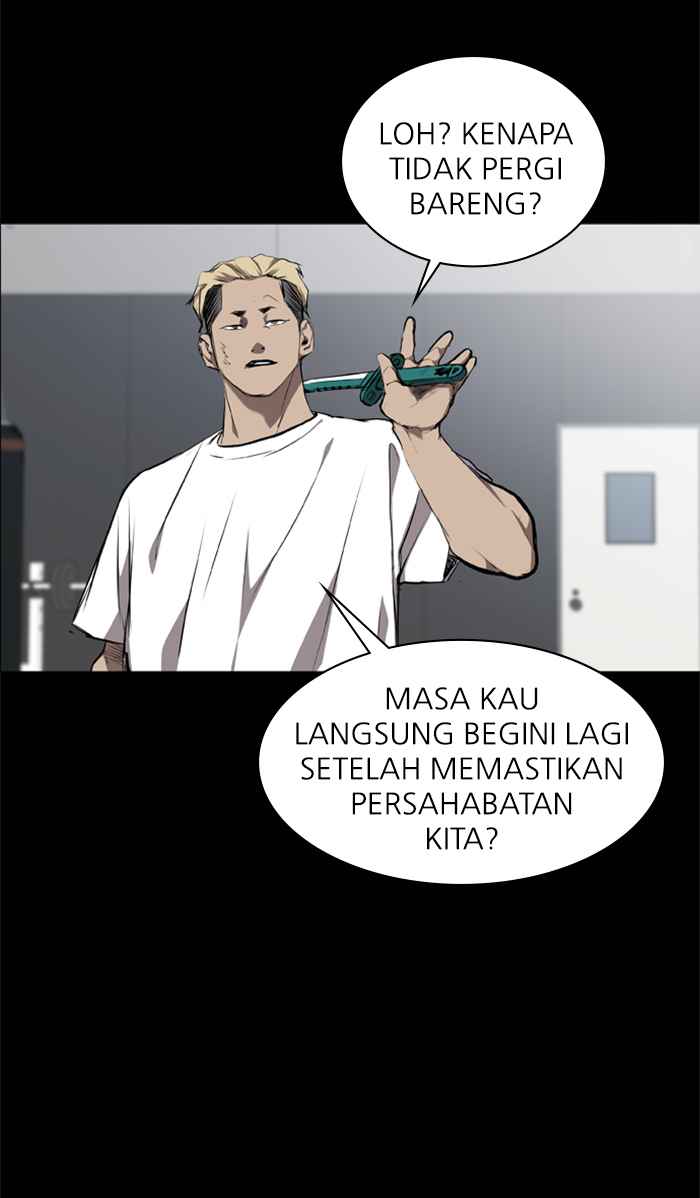 LOH? KENAPA
TIDAK PERGI
BARENG?
MASA KAU
LANGSUNG BEGINI LAGI
SETELAH MEMASTIKAN
PERSAHABATAN
KITA?